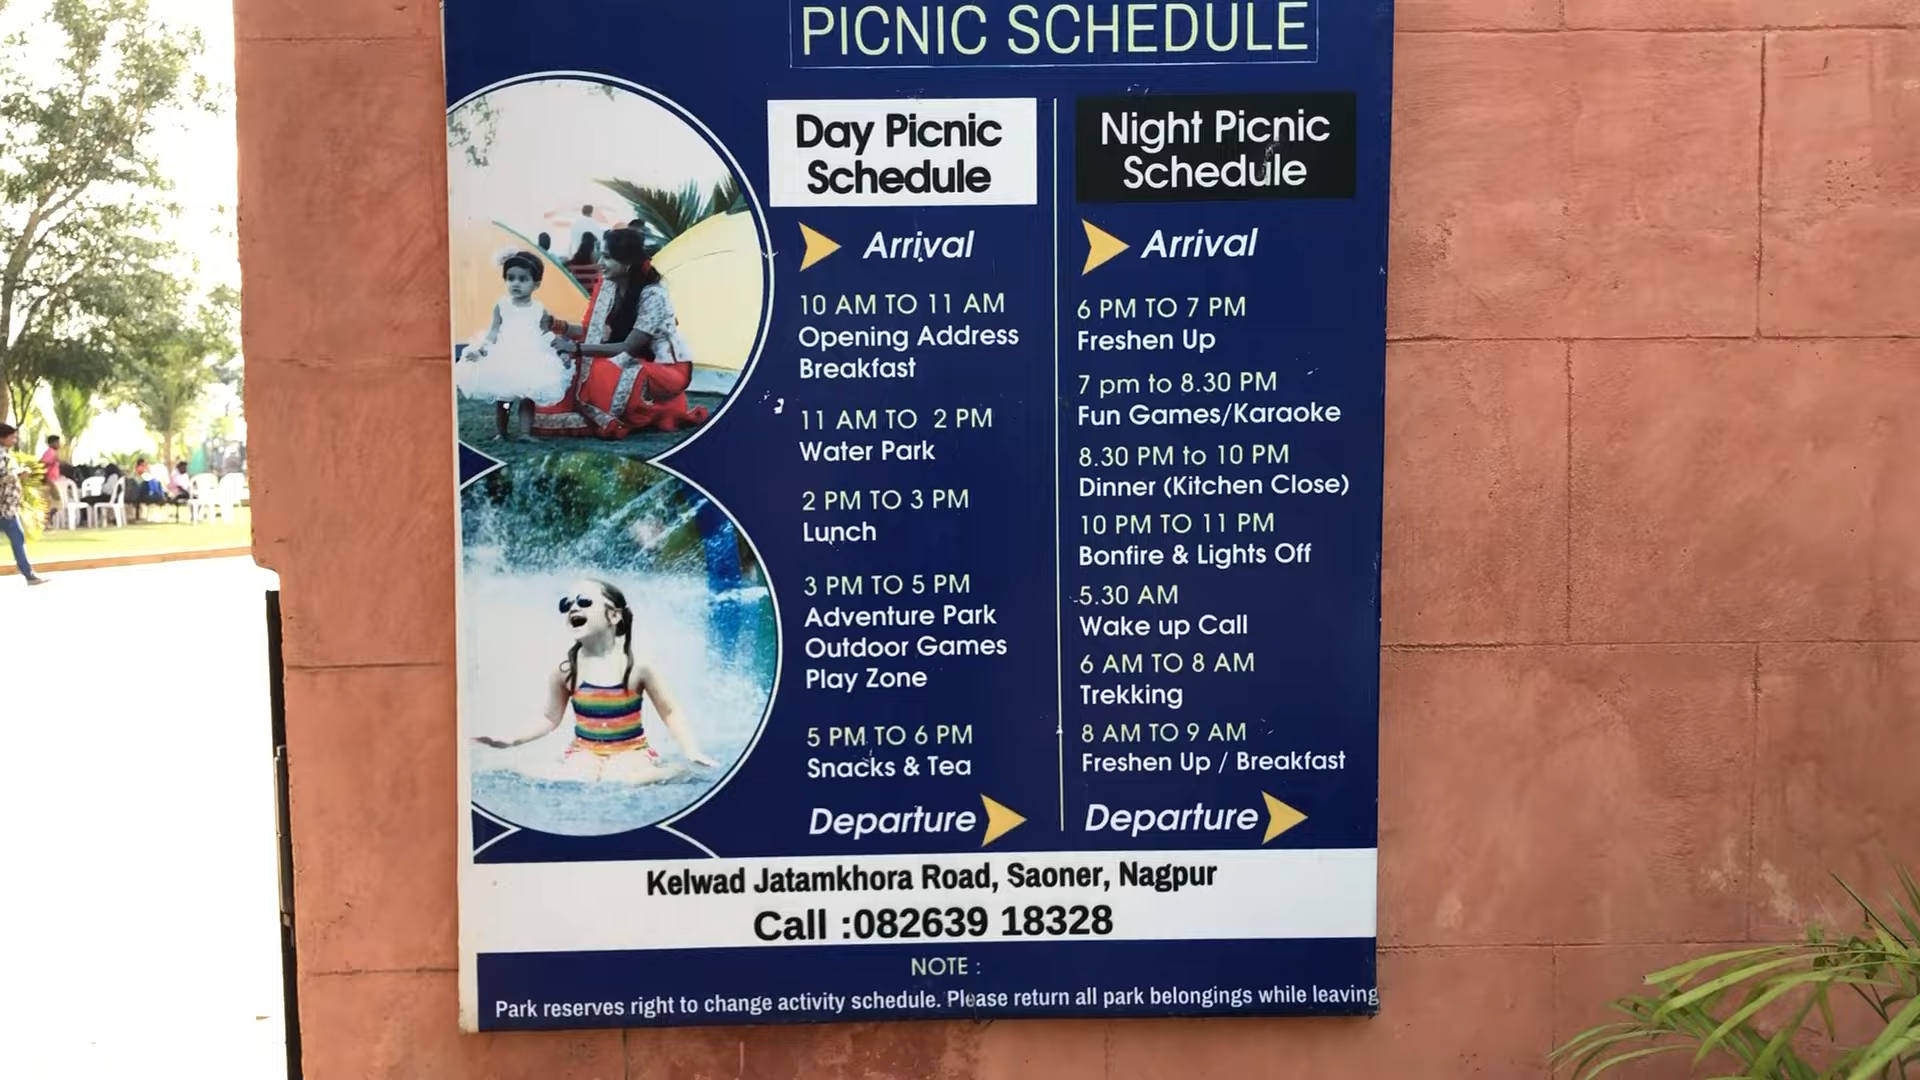 PICNIC SCHEDULE
Day Picnic
Schedule
Arrival
10 AM TO 11 AM
Opening Address
Breakfast
11 AM TO 2 PM
Water Park
2 PM TO 3 PM
Lunch
3 PM TO 5 PM
Adventure Park
Outdoor Games
Play Zone
5 PM TO 6 PM
Snacks & Tea
Departure
Night Picnic
Schedule
Arrival
6 PM TO 7 PM
Freshen Up
7 pm to 8.30 PM
Fun Games/Karaoke
8.30 PM to 10 PM
Dinner (Kitchen Close)
10 PM TO 11 PM
Bonfire & Lights Off
5.30 AM
Wake up Call
6 AM TO 8 AM
Trekking
8 AM TO 9 AM
Freshen Up / Breakfast
Departure
Kelwad Jatamkhora Road, Saoner, Nagpur
Call :082639 18328
NOTE :
Park reserves right to change activity schedule. Please return all park belongings while leaving